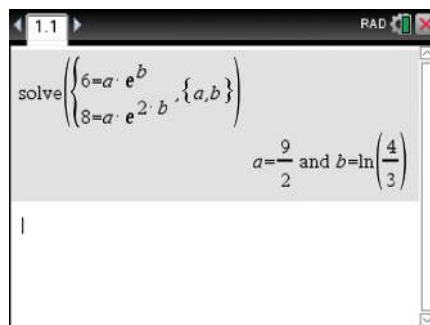 1.1 RAD
solve({6=a·e^b, 8=a·e^(2·b)},{a,b})
a=9/2 and b=ln(4/3)